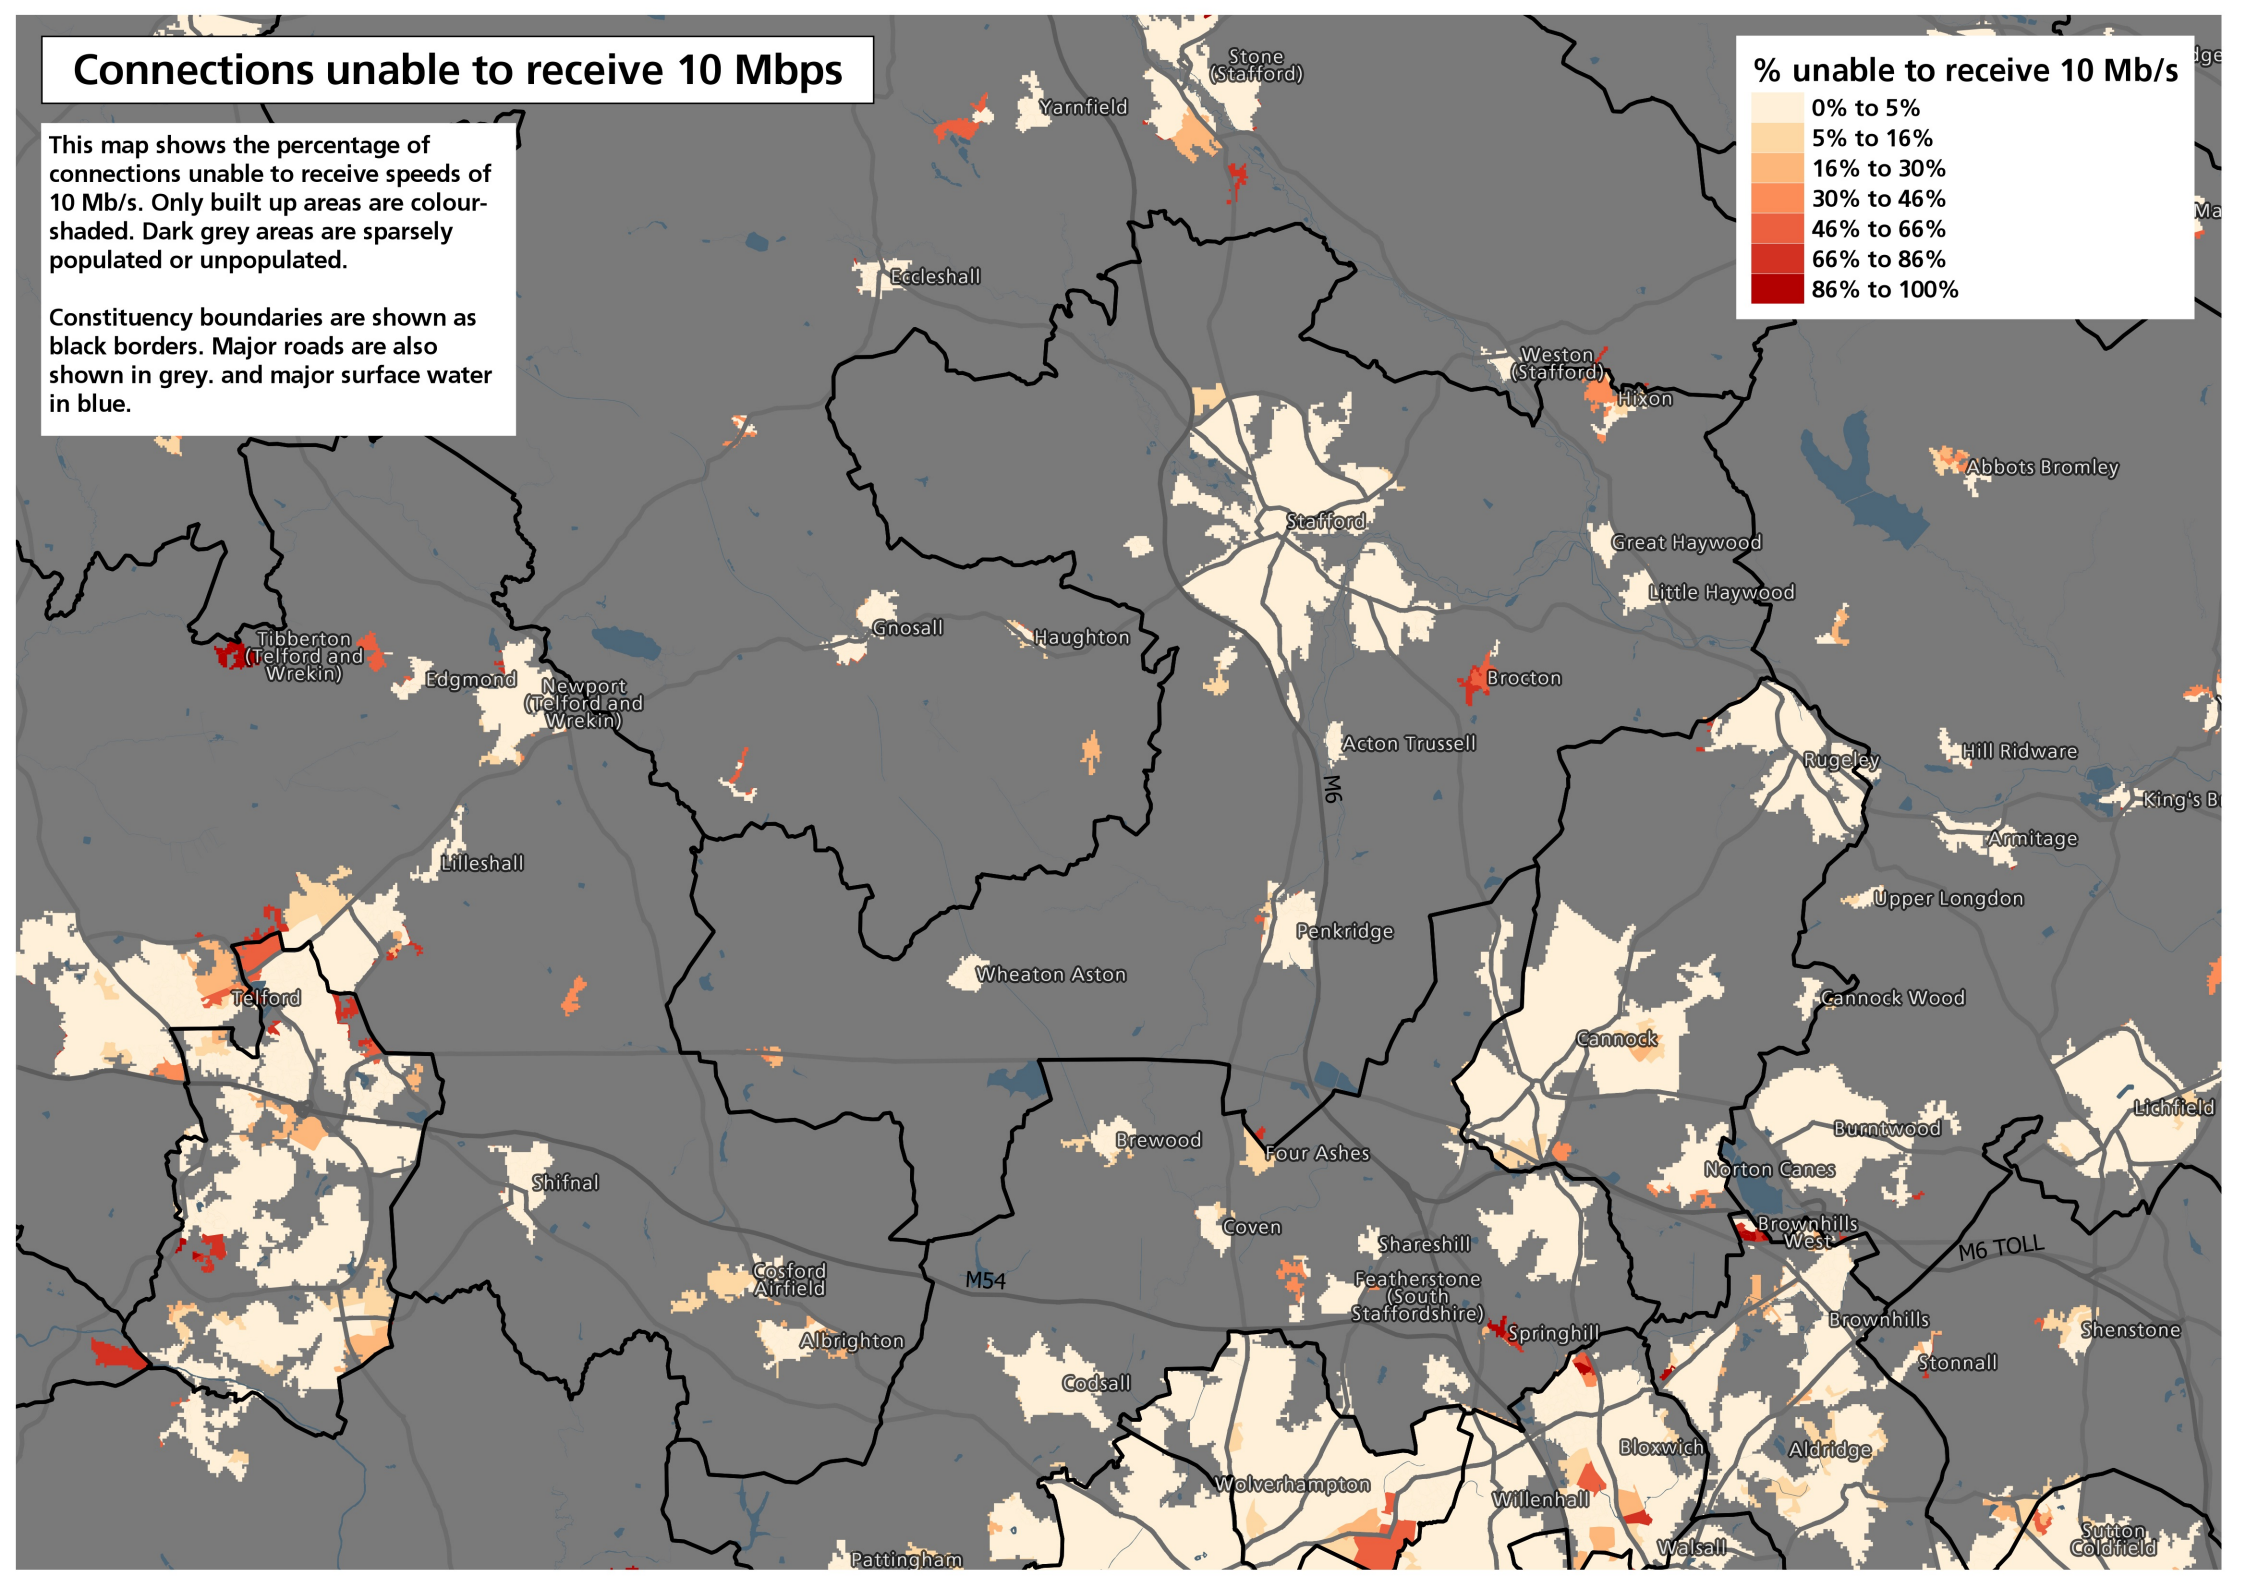 Connections unable to receive 10 Mbps
This map shows the percentage of
connections unable to receive speeds of
10 Mb/s. Only built up areas are colour-
shaded. Dark grey areas are sparsely
populated or unpopulated.
Constituency boundaries are shown as
black borders. Major roads are also
shown in grey. and major surface water
in blue.
% unable to receive 10 Mb/s
0% to 5%
5% to 16%
16% to 30%
30% to 46%
46% to 66%
66% to 86%
86% to 100%
Stone
(Stafford)
Yarnfield
Eccleshall
Weston
(Stafford)
Hixon
Abbots Bromley
Stafford
Great Haywood
Little Haywood
Gnosall
Haughton
Tibberton
(Telford and
Wrekin)
Edgmond
Newport
(Telford and
Wrekin)
Brocton
Acton Trussell
M6
Rugeley
Hill Ridware
King's B
Armitage
Lilleshall
Upper Longdon
Penkridge
Wheaton Aston
Telford
Cannock Wood
Cannock
Lichfield
Burntwood
Brewood
Four Ashes
Norton Canes
Shifnal
Coven
Shareshill
Brownhills
West
M6 TOLL
Cosford
Airfield
M54
Featherstone
(South
Staffordshire)
Springhill
Brownhills
Shenstone
Albrighton
Stonnall
Codsall
Bloxwich
Aldridge
Wolverhampton
Willenhall
Sutton
Coldfield
Walsall
Pattingham